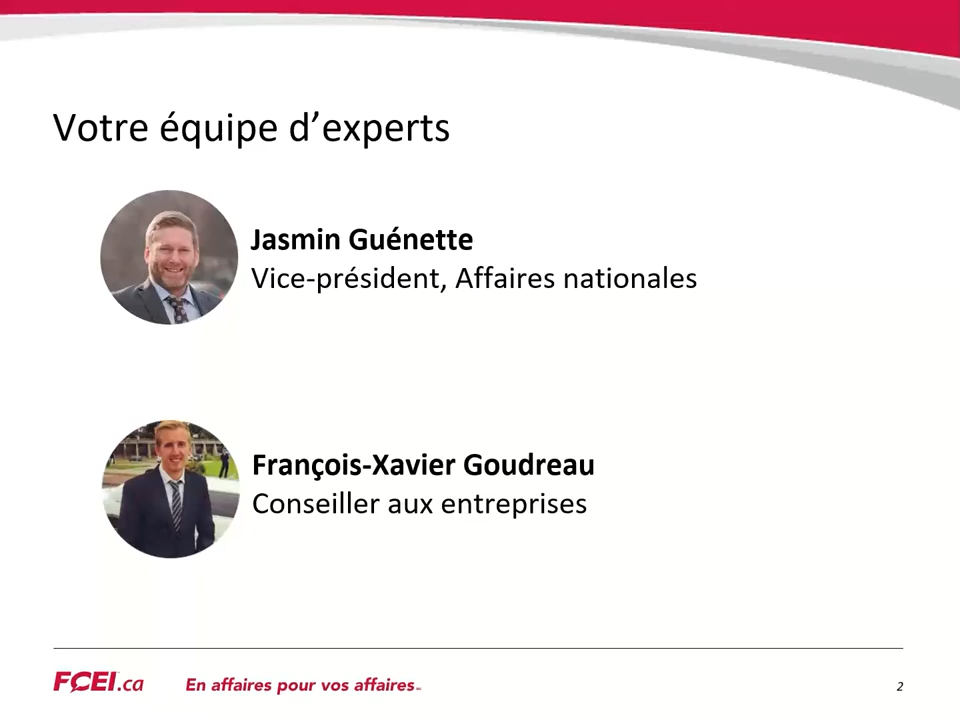 Votre équipe d’experts
Jasmin Guénette
Vice-président, Affaires nationales
François-Xavier Goudreau
Conseiller aux entreprises
FCEI.ca
En affaires pour vos affaires
2